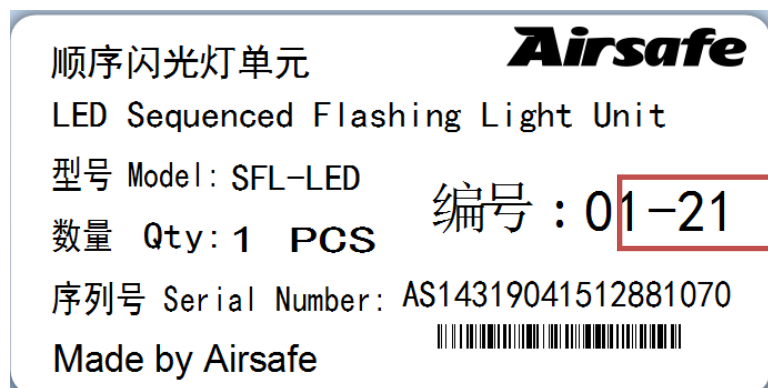 Airsafe
顺序闪光灯单元
LED Sequenced Flashing Light Unit
型号 Model: SFL-LED
编号：01-21
数量 Qty: 1 PCS
序列号 Serial Number: AS14319041512881070
Made by Airsafe